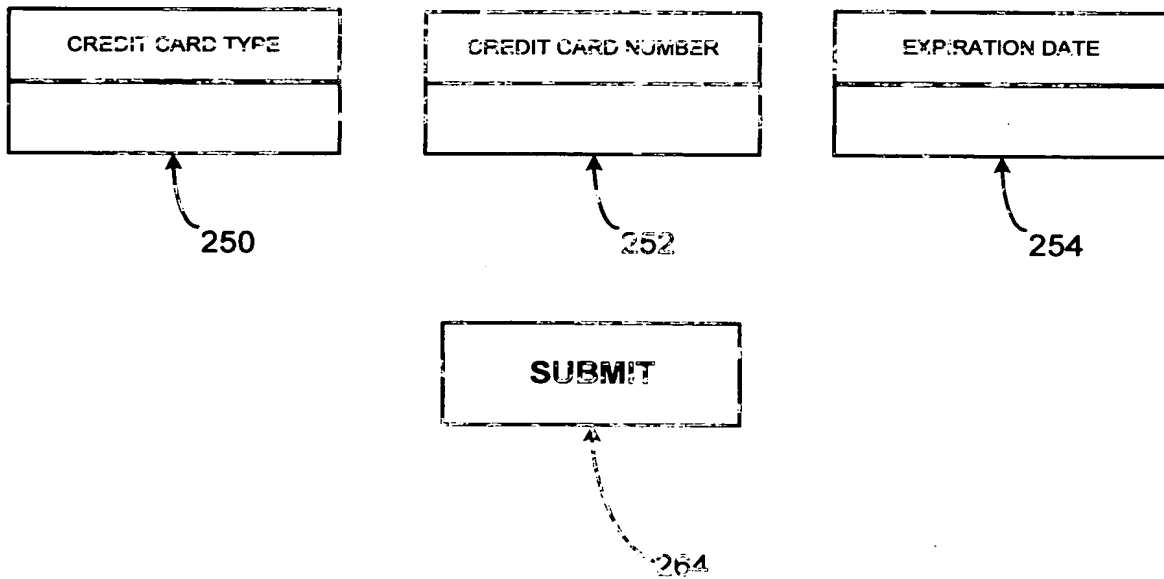 CREDIT CARD TYPE
CREDIT CARD NUMBER
EXPIRATION DATE
250
252
254
SUBMIT
264